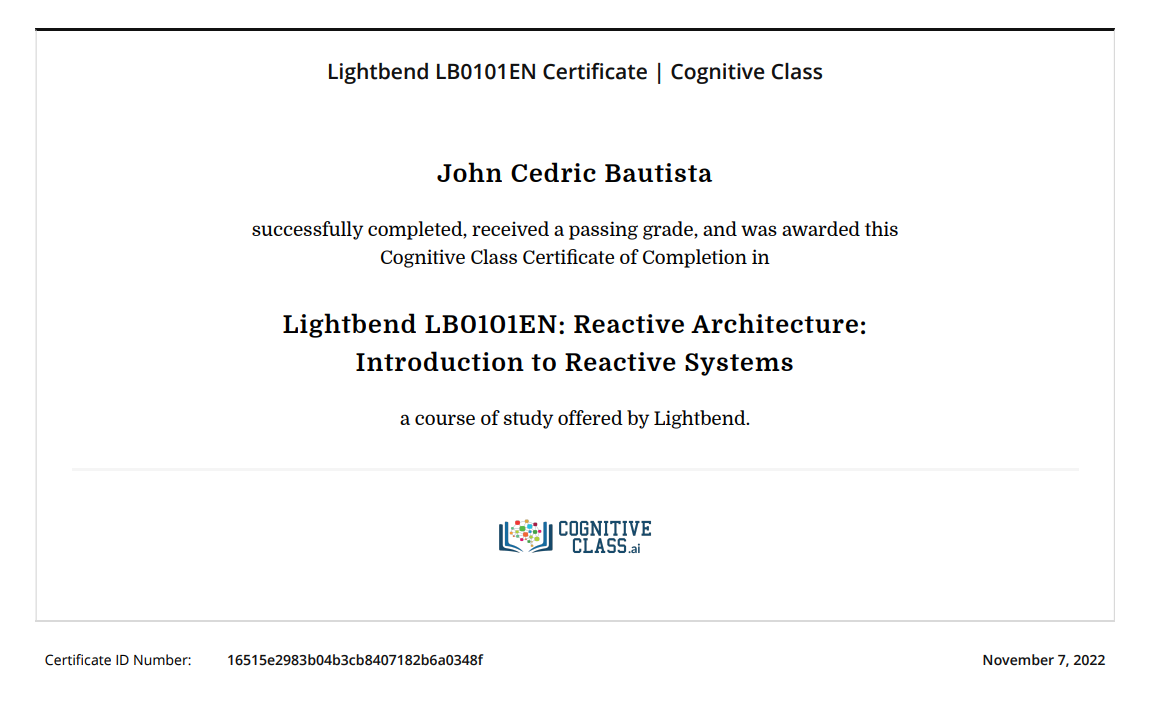 Lightbend LB0101EN Certificate | Cognitive Class
John Cedric Bautista
successfully completed, received a passing grade, and was awarded this
Cognitive Class Certificate of Completion in
Lightbend LB0101EN: Reactive Architecture:
Introduction to Reactive Systems
a course of study offered by Lightbend.
COGNITIVE
CLASS.ai
Certificate ID Number: 16515e2983b04b3cb8407182b6a0348f November 7, 2022